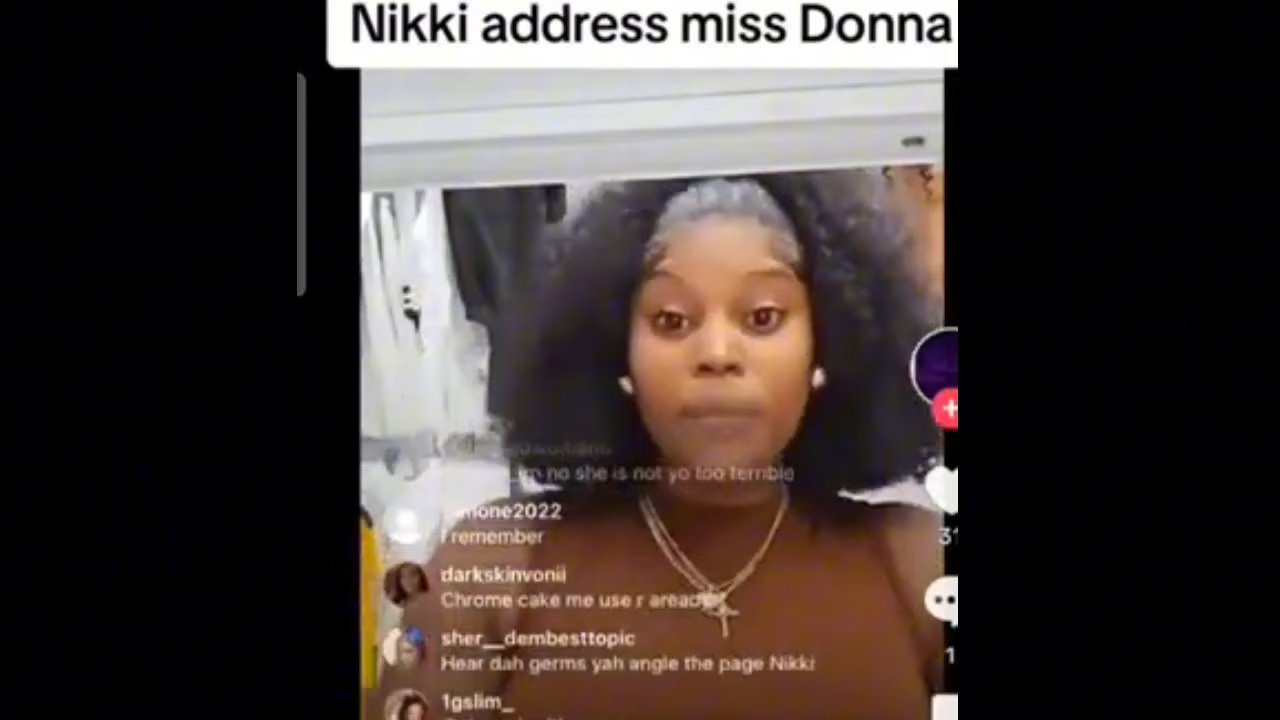 Nikki address miss Donna
no she is not yo too terrible
mone2022
I remember
darkskinvonii
Chrome cake me use r aready
sher__dembesttopic
Hear dah germs yah angle the page Nikki
1gslim_